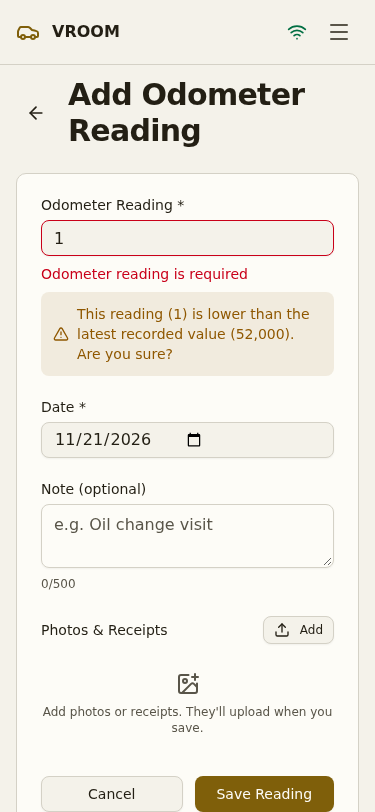 VROOM
Add Odometer
Reading
Odometer Reading *
1
Odometer reading is required
This reading (1) is lower than the
latest recorded value (52,000).
Are you sure?
Date *
11/21/2026
Note (optional)
e.g. Oil change visit
0/500
Photos & Receipts
Add
Add photos or receipts. They'll upload when you
save.
Cancel
Save Reading